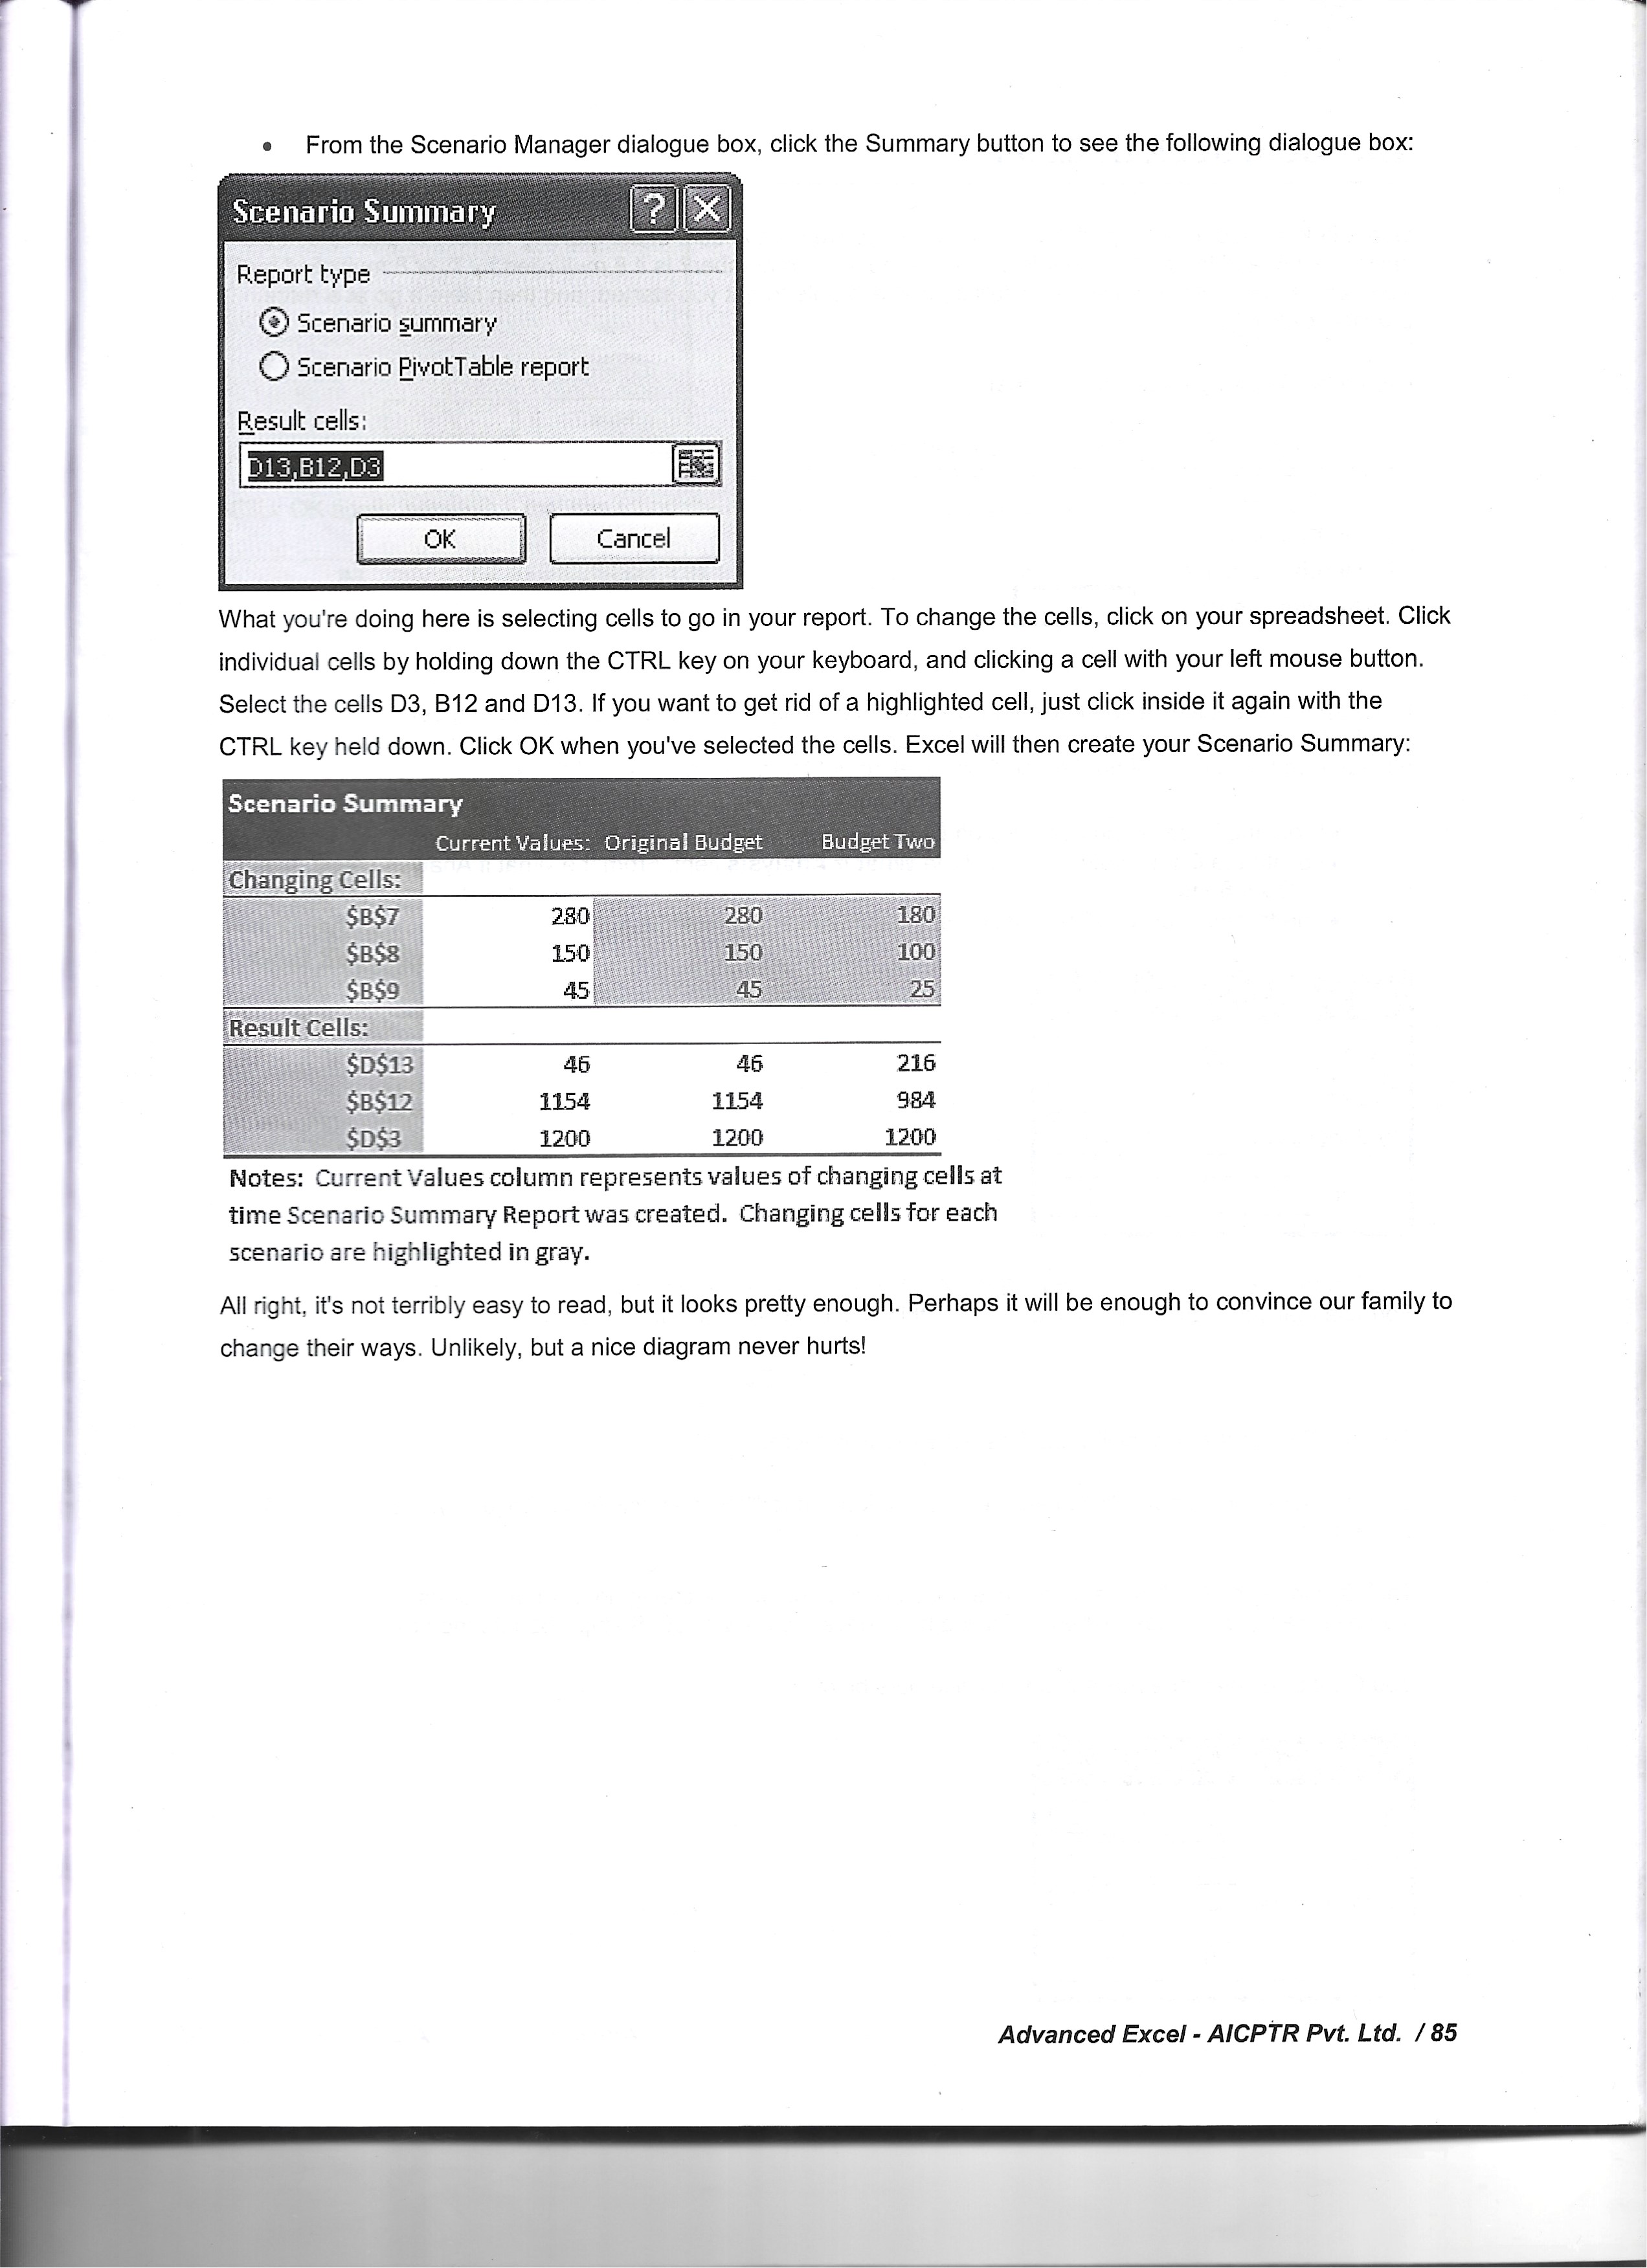 • From the Scenario Manager dialogue box, click the Summary button to see the following dialogue box:
Scenario Summary ? X
Report type
Scenario summary
Scenario PivotTable report
Result cells:
D13,B12,D3
OK Cancel
What you're doing here is selecting cells to go in your report. To change the cells, click on your spreadsheet. Click
individual cells by holding down the CTRL key on your keyboard, and clicking a cell with your left mouse button.
Select the cells D3, B12 and D13. If you want to get rid of a highlighted cell, just click inside it again with the
CTRL key held down. Click OK when you've selected the cells. Excel will then create your Scenario Summary:
Scenario Summary
Current Values: Original Budget Budget Two
Changing Cells:
$B$7 280 280 180
$B$8 150 150 100
$B$9 45 45 25
Result Cells:
$D$13 46 46 216
$B$12 1154 1154 984
$D$3 1200 1200 1200
Notes: Current Values column represents values of changing cells at
time Scenario Summary Report was created. Changing cells for each
scenario are highlighted in gray.
All right, it's not terribly easy to read, but it looks pretty enough. Perhaps it will be enough to convince our family to
change their ways. Unlikely, but a nice diagram never hurts!
Advanced Excel - AICPTR Pvt. Ltd. / 85